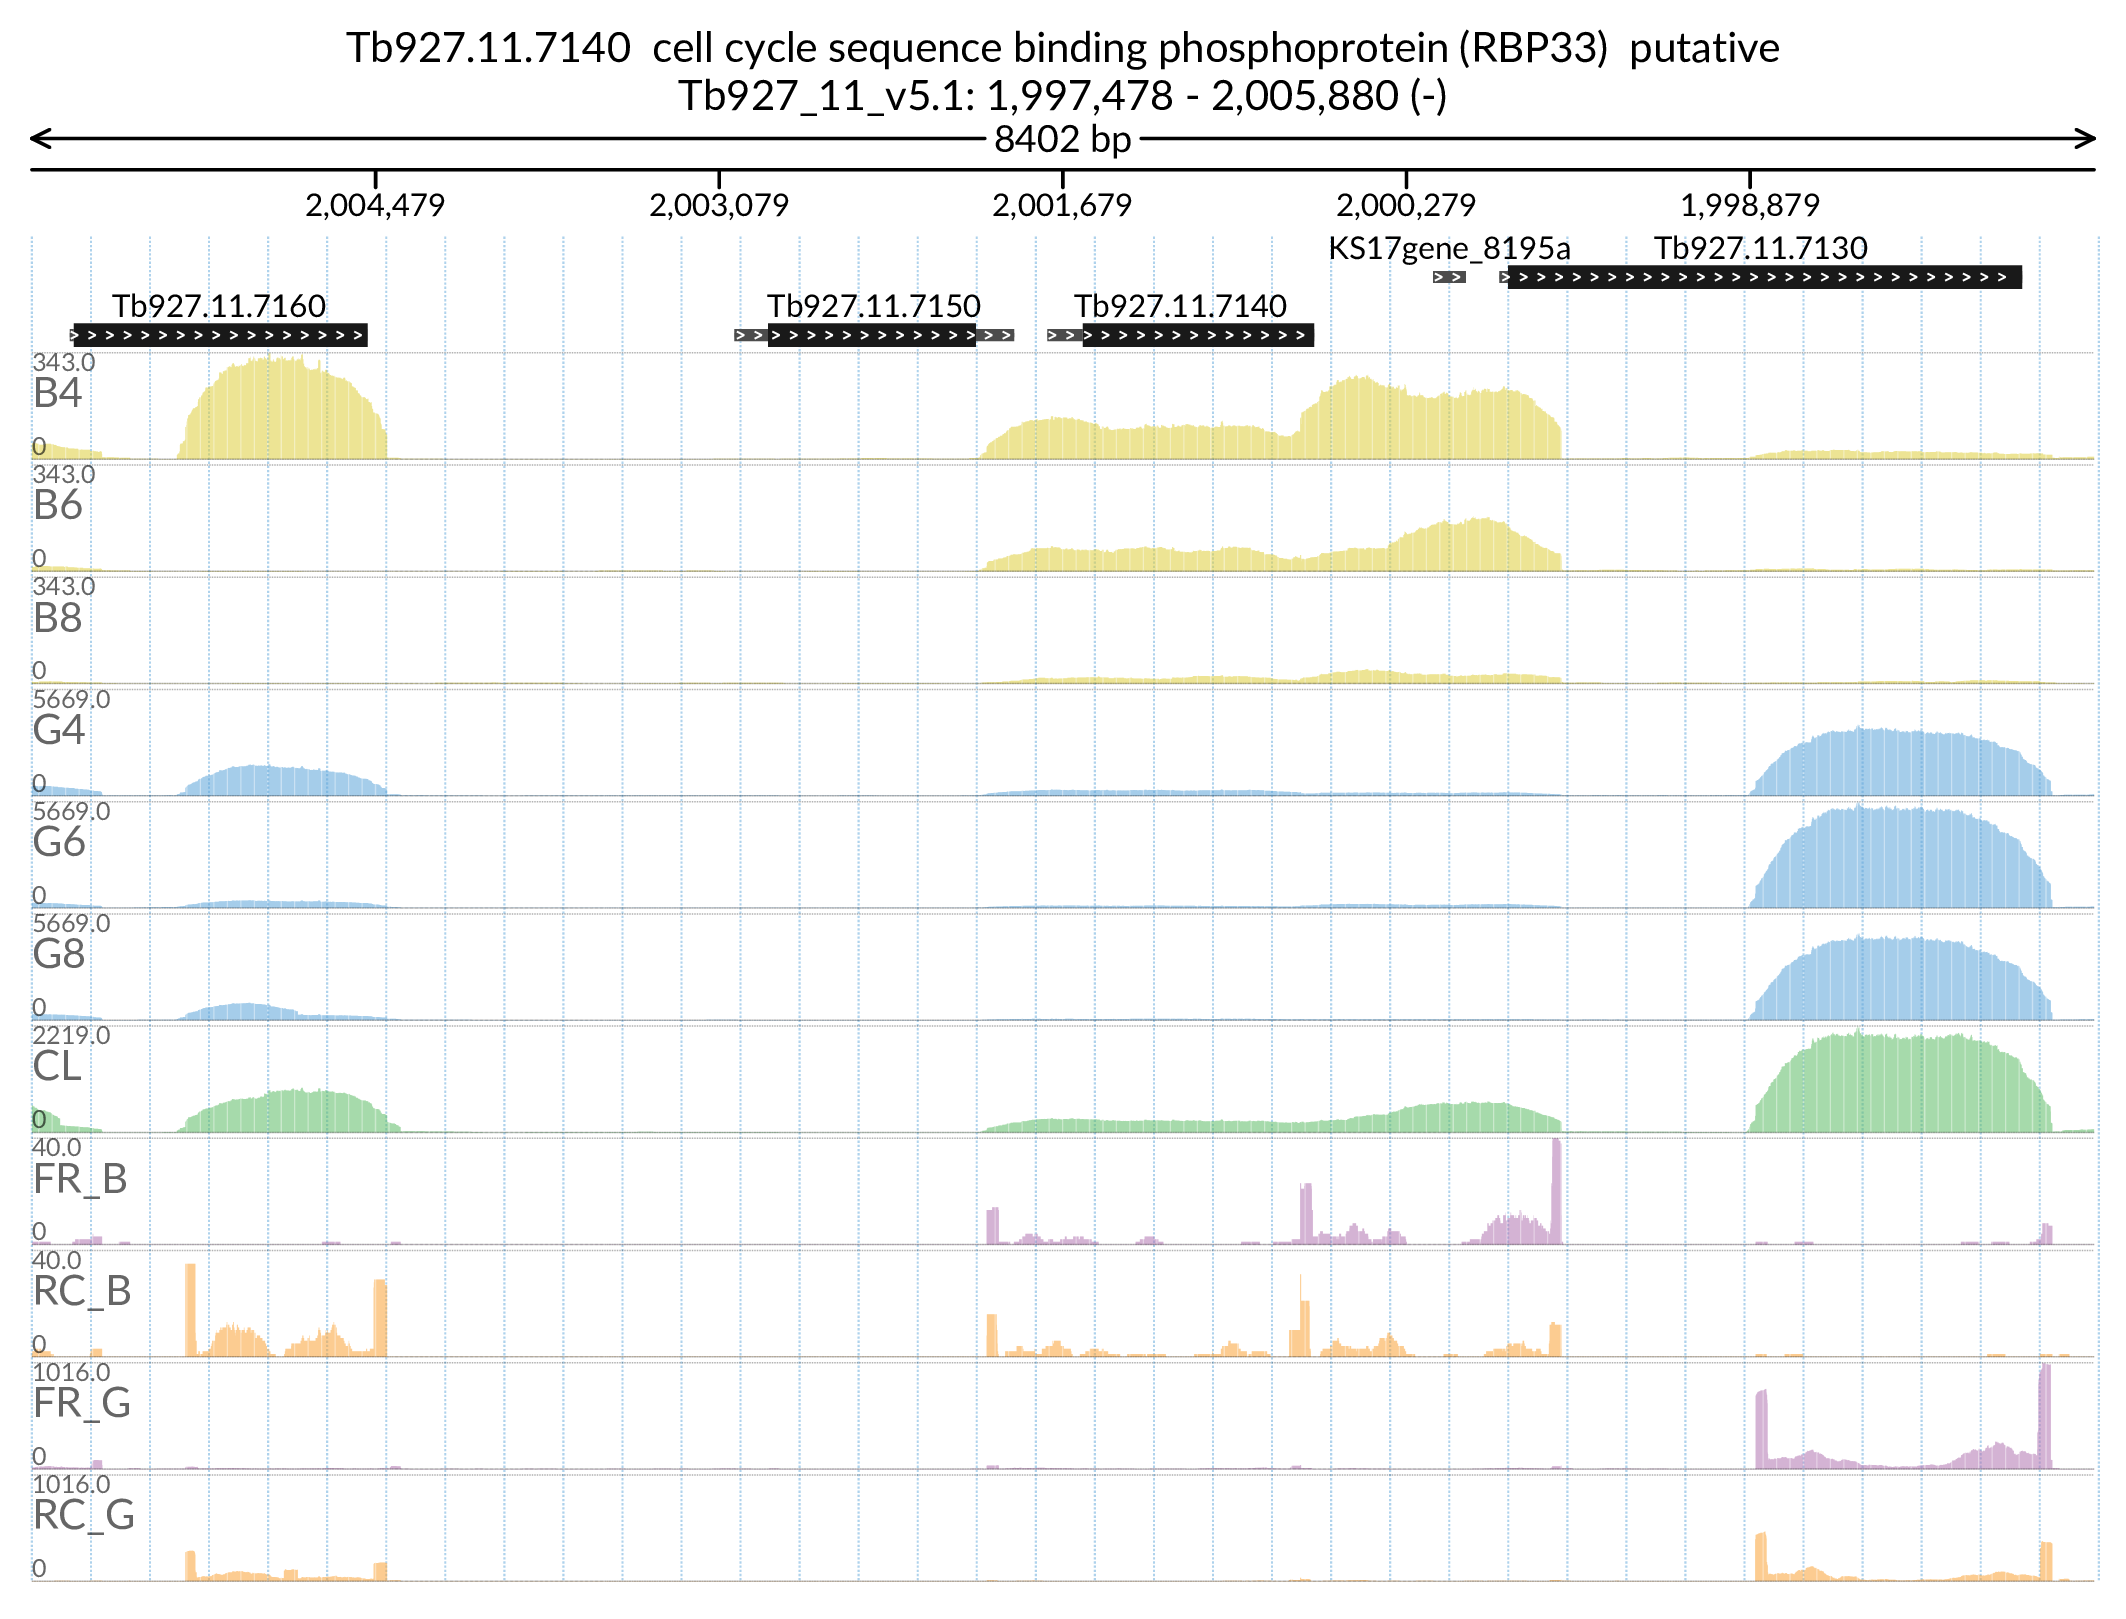 Tb927.11.7140 cell cycle sequence binding phosphoprotein (RBP33) putative
Tb927_11_v5.1: 1,997,478 - 2,005,880 (-)
8402 bp
2,004,479 2,003,079 2,001,679 2,000,279 1,998,879
KS17gene_8195a Tb927.11.7130
Tb927.11.7160 Tb927.11.7150 Tb927.11.7140
343.0
B4
0
343.0
B6
0
343.0
B8
0
5669.0
G4
0
5669.0
G6
0
5669.0
G8
0
2219.0
CL
0
40.0
FR_B
0
40.0
RC_B
0
1016.0
FR_G
0
1016.0
RC_G
0